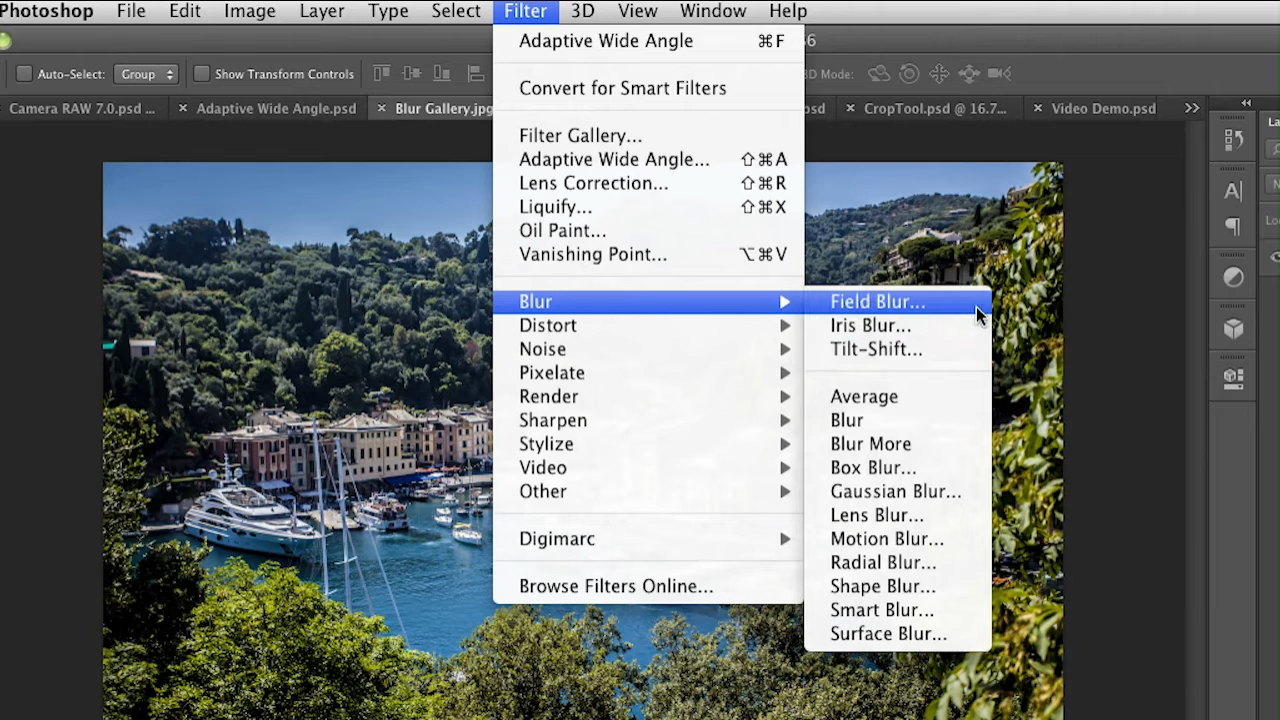 Photoshop File Edit Image Layer Type Select Filter 3D View Window Help
Auto-Select: Group Show Transform Controls 3D Mode:
Camera RAW 7.0.psd ... × Adaptive Wide Angle.psd × Blur Gallery.jpg × CropTool.psd @ 16.7... × Video Demo.psd >>
Adaptive Wide Angle ⌘F
Convert for Smart Filters
Filter Gallery...
Adaptive Wide Angle... ⇧⌘A
Lens Correction... ⇧⌘R
Liquify... ⇧⌘X
Oil Paint...
Vanishing Point... ⌥⌘V
Blur
Distort
Noise
Pixelate
Render
Sharpen
Stylize
Video
Other
Digimarc
Browse Filters Online...
Field Blur...
Iris Blur...
Tilt-Shift...
Average
Blur
Blur More
Box Blur...
Gaussian Blur...
Lens Blur...
Motion Blur...
Radial Blur...
Shape Blur...
Smart Blur...
Surface Blur...